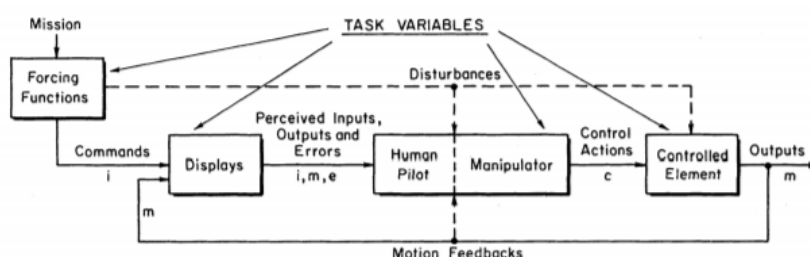 TASK VARIABLES
Mission
Forcing
Functions
Disturbances
Commands
i
Displays
Perceived Inputs,
Outputs and
Errors
i,m,e
Human
Pilot
Manipulator
Control
Actions
c
Controlled
Element
Outputs
m
m
Motion Feedbacks